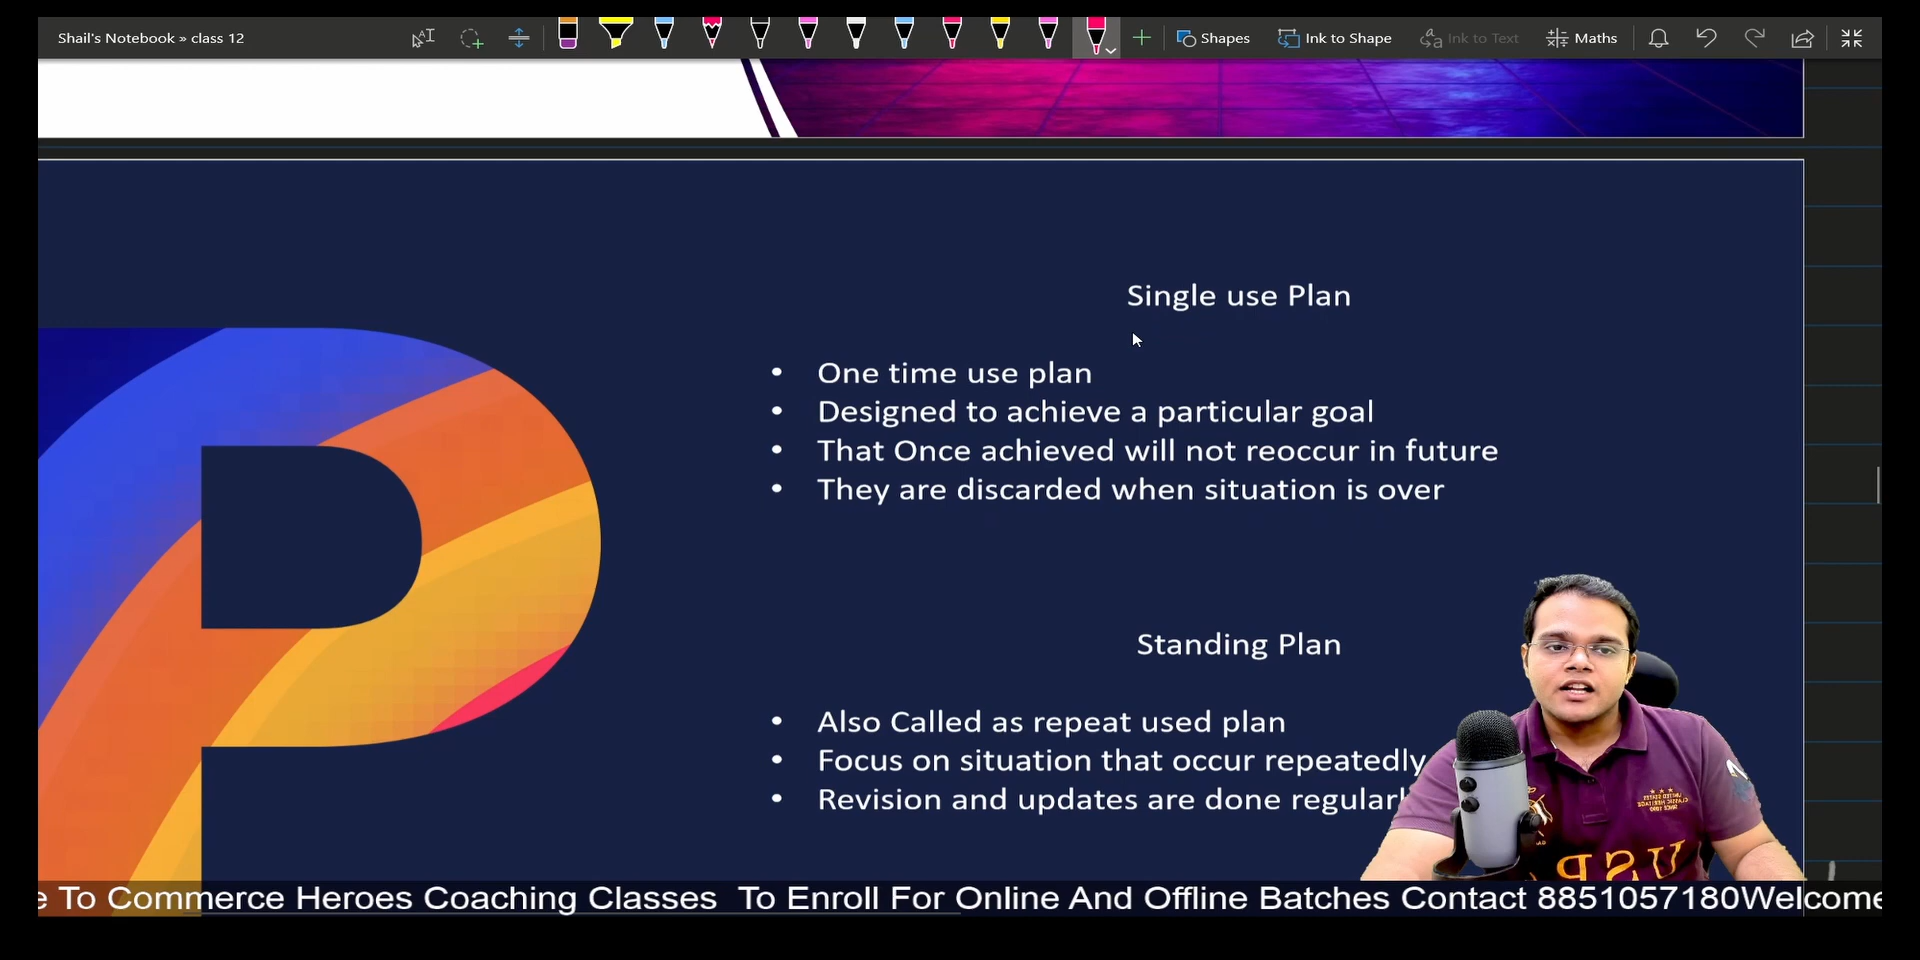 Shail's Notebook » class 12
Shapes
Ink to Shape
Ink to Text
Maths
Single use Plan
• One time use plan
• Designed to achieve a particular goal
• That Once achieved will not reoccur in future
• They are discarded when situation is over
Standing Plan
• Also Called as repeat used plan
• Focus on situation that occur repeatedly
• Revision and updates are done
e To Commerce Heroes Coaching Classes To Enroll For Online And Offline Batches Contact 8851057180Welcome